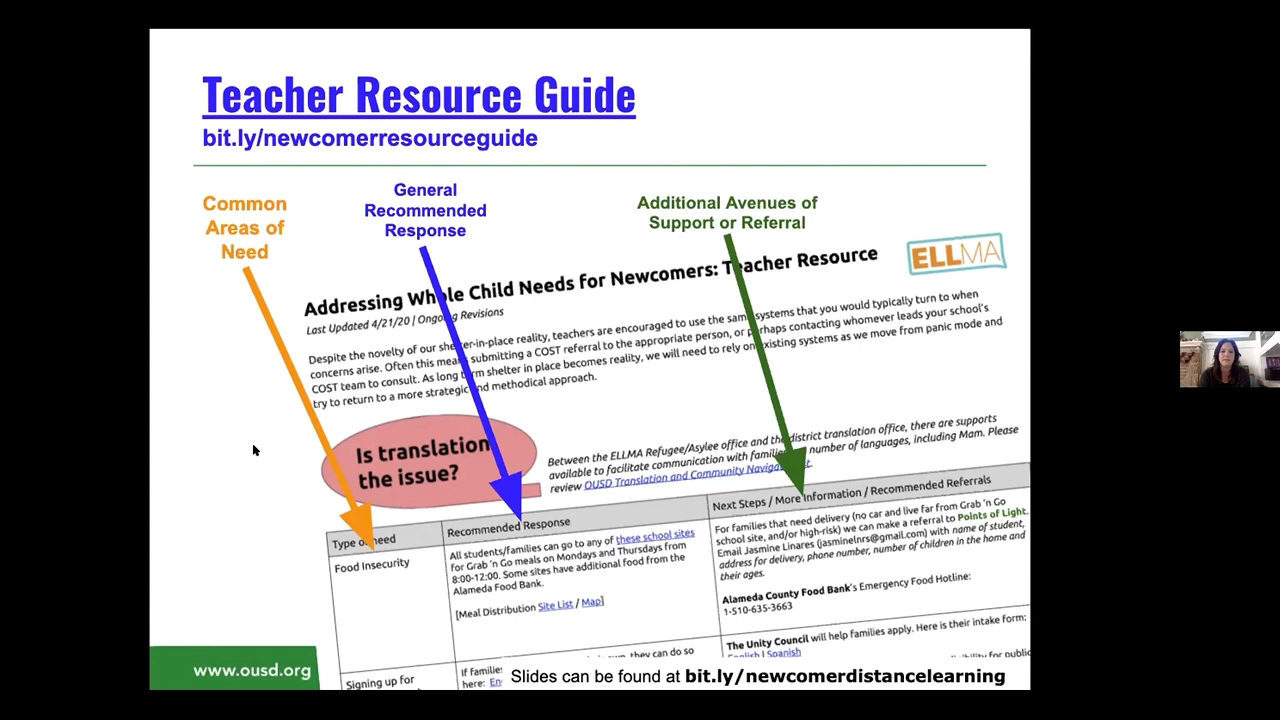 Teacher Resource Guide
bit.ly/newcomerresourceguide
Common
Areas of
Need
General
Recommended
Response
Additional Avenues of
Support or Referral
ELLMA
Addressing Whole Child Needs for Newcomers: Teacher Resource
Last Updated 4/21/20 | Ongoing Revisions
Despite the novelty of our shelter-in-place reality, teachers are encouraged to use the same systems that you would typically turn to when
concerns arise. Often this means submitting a COST referral to the appropriate person, or perhaps contacting whomever leads your school's
COST team to consult. As long term shelter in place becomes reality, we will need to rely on existing systems as we move from panic mode and
try to return to a more strategic and methodical approach.
Is translation
the issue?
Between the ELLMA Refugee/Asylee office and the district translation office, there are supports
available to facilitate communication with families in a number of languages, including Mam. Please
review OUSD Translation and Community
Type of need
Recommended Response
Next Steps / More Information / Recommended Referrals
Food Insecurity
All students/families can go to any of these school sites
for Grab 'n Go meals on Mondays and Thursdays from
8:00-12:00. Some sites have additional food from the
Alameda Food Bank.
[Meal Distribution Site List / Map]
For families that need delivery (no car and live far from Grab 'n Go
school site, and/or high-risk) we can make a referral to Points of Light.
Email Jasmine Linares (jasminelnrs@gmail.com) with name of student,
address for delivery, phone number, number of children in the home and
their ages.
Alameda County Food Bank's Emergency Food Hotline:
1-510-635-3663
Signing up for
If families
they can do so
here: En
The Unity Council will help families apply. Here is their intake form:
English | Spanish
for public
www.ousd.org
Slides can be found at bit.ly/newcomerdistancelearning